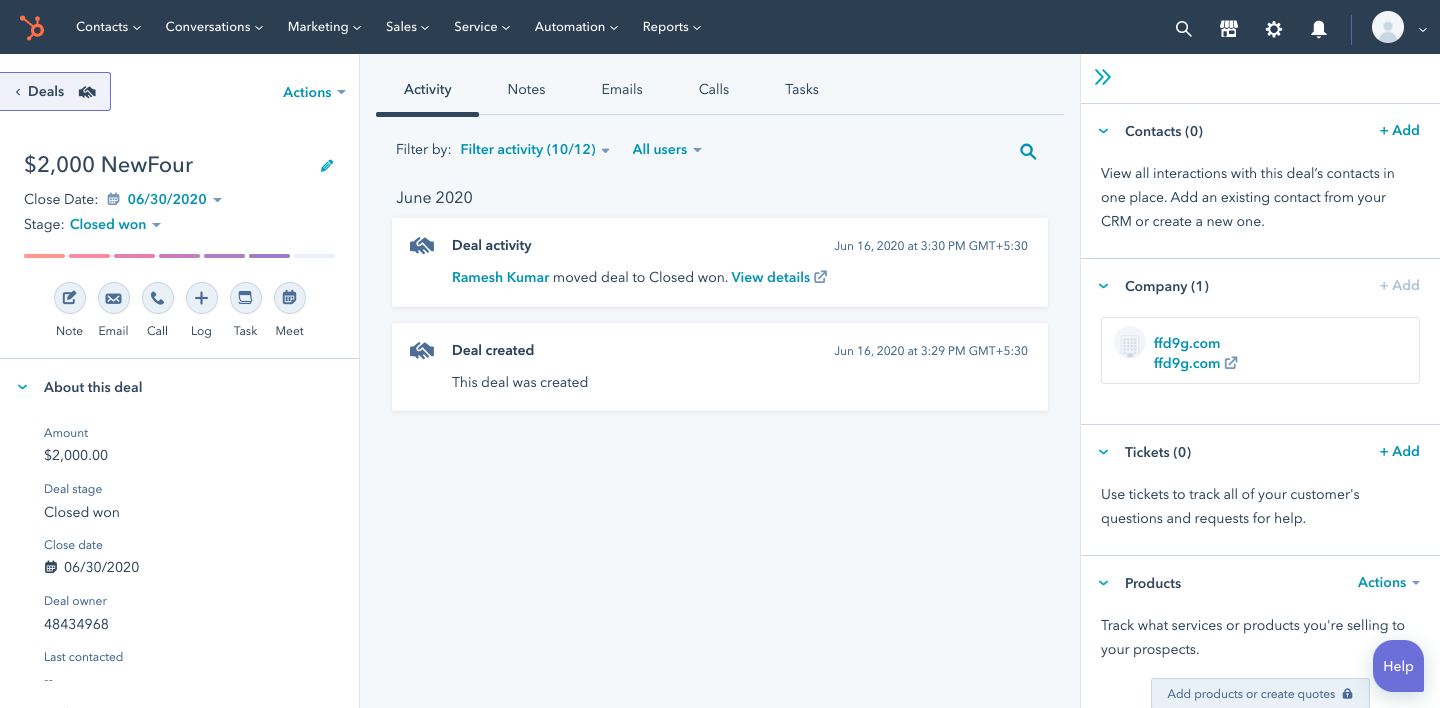 Contacts Conversations Marketing Sales Service Automation Reports
Deals
Actions
$2,000 NewFour
Close Date: 06/30/2020
Stage: Closed won
Note Email Call Log Task Meet
About this deal
Amount
$2,000.00
Deal stage
Closed won
Close date
06/30/2020
Deal owner
48434968
Last contacted
--
Activity Notes Emails Calls Tasks
Filter by: Filter activity (10/12) All users
June 2020
Deal activity Jun 16, 2020 at 3:30 PM GMT+5:30
Ramesh Kumar moved deal to Closed won. View details
Deal created Jun 16, 2020 at 3:29 PM GMT+5:30
This deal was created
Contacts (0) + Add
View all interactions with this deal’s contacts in
one place. Add an existing contact from your
CRM or create a new one.
Company (1) + Add
ffd9g.com
ffd9g.com
Tickets (0) + Add
Use tickets to track all of your customer's
questions and requests for help.
Products Actions
Track what services or products you're selling to
your prospects.
Add products or create quotes
Help